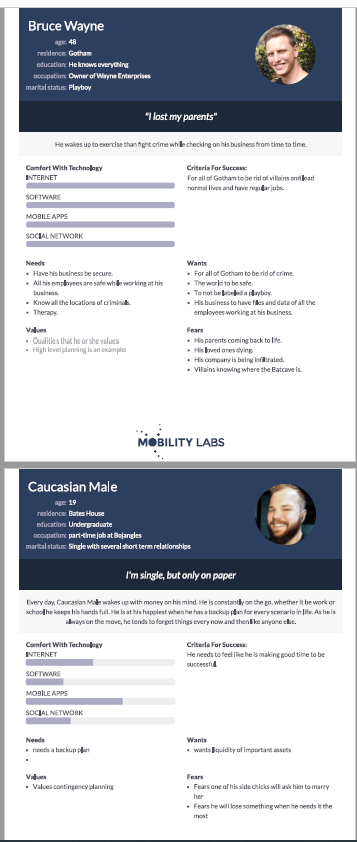 Bruce Wayne
age: 48
residence: Gotham
education: He knows everything
occupation: Owner of Wayne Enterprises
marital status: Playboy
"I lost my parents"
He wakes up to exercise than fight crime while checking on his business from time to time.
Comfort With Technology
INTERNET
SOFTWARE
MOBILE APPS
SOCIAL NETWORK
Criteria For Success:
For all of Gotham to be rid of villains and lead
normal lives and have regular jobs.
Needs
• Have his business be secure.
• All his employees are safe while working at his
business.
• Know all the locations of criminals.
• Therapy.
Wants
• For all of Gotham to be rid of crime.
• The world to be safe.
• To not be labeled a playboy.
• His business to have files and data of all the
employees working at his business.
Values
• Qualities that he or she values
• High level planning is an example
Fears
• His parents coming back to life.
• His loved ones dying.
• His company is being infiltrated.
• Villains knowing where the Batcave is.
MOBILITY LABS
Caucasian Male
age: 19
residence: Bates House
education: Undergraduate
occupation: part-time job at Bojangles
marital status: Single with several short term relationships
I'm single, but only on paper
Every day, Caucasian Male wakes up with money on his mind. He is constantly on the go, whether it be work or
school he keeps his hands full. He is at his happiest when he has a backup plan for every scenario in life. As he is
always on the move, he tends to forget things every now and then like anyone else.
Comfort With Technology
INTERNET
SOFTWARE
MOBILE APPS
SOCIAL NETWORK
Criteria For Success:
He needs to feel like he is making good time to be
successful.
Needs
• needs a backup plan
•
Wants
• wants liquidity of important assets
Values
• Values contingency planning
Fears
• Fears one of his side chicks will ask him to marry
her
• Fears he will lose something when he needs it the
most